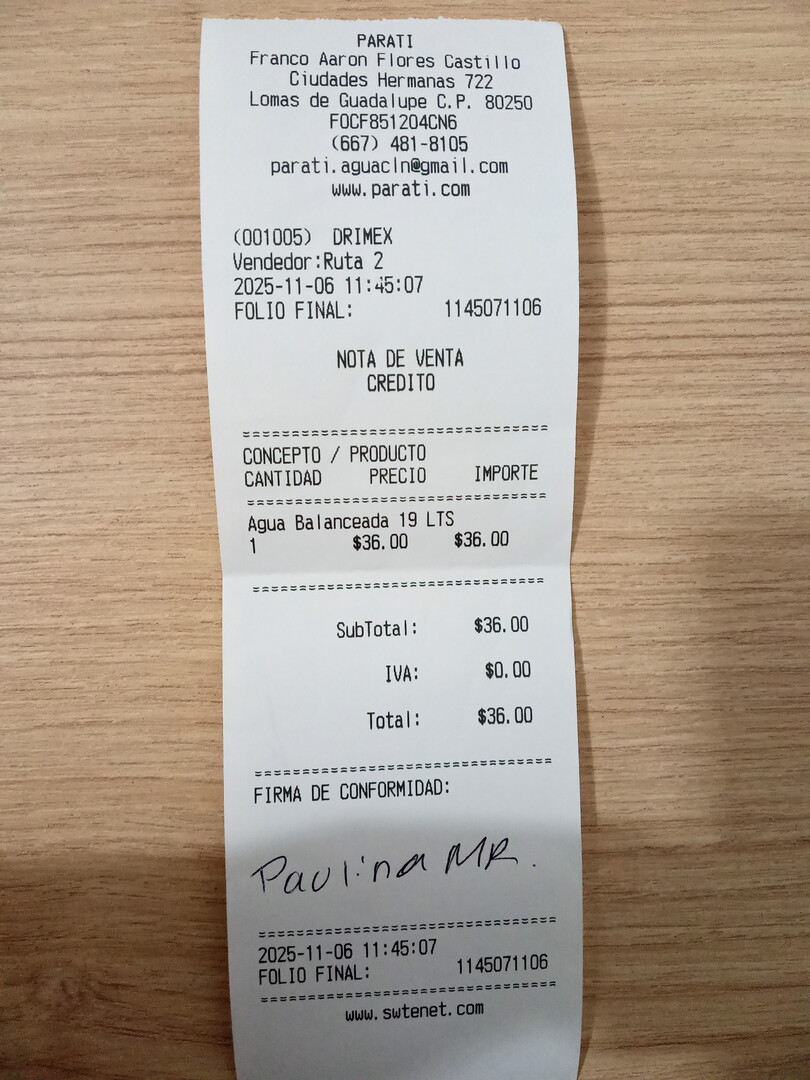 PARATI
Franco Aaron Flores Castillo
Ciudades Hermanas 722
Lomas de Guadalupe C.P. 80250
FOCF851204CN6
(667) 481-8105
parati.aguacln@gmail.com
www.parati.com
(001005) DRIMEX
Vendedor:Ruta 2
2025-11-06 11:45:07
FOLIO FINAL: 1145071106
NOTA DE VENTA
CREDITO
CONCEPTO / PRODUCTO
CANTIDAD PRECIO IMPORTE
Agua Balanceada 19 LTS
1 $36.00 $36.00
SubTotal: $36.00
IVA: $0.00
Total: $36.00
FIRMA DE CONFORMIDAD:
Paulina MR.
2025-11-06 11:45:07
FOLIO FINAL: 1145071106
www.swtenet.com